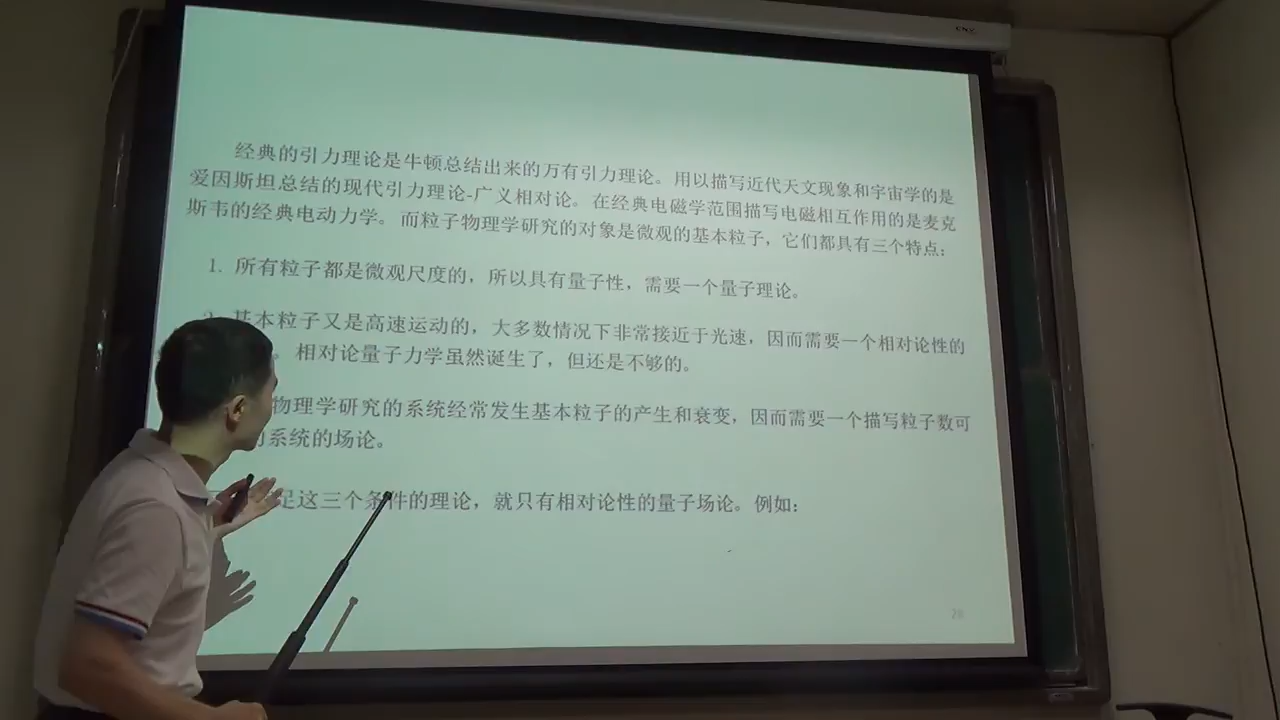 经典的引力理论是牛顿总结出来的万有引力理论。用以描写近代天文现象和宇宙学的是
爱因斯坦总结的现代引力理论-广义相对论。在经典电磁学范围描写电磁相互作用的是麦克
斯韦的经典电动力学。而粒子物理学研究的对象是微观的基本粒子，它们都具有三个特点：
1. 所有粒子都是微观尺度的，所以具有量子性，需要一个量子理论。
基本粒子又是高速运动的，大多数情况下非常接近于光速，因而需要一个相对论性的
。相对论量子力学虽然诞生了，但还是不够的。
物理学研究的系统经常发生基本粒子的产生和衰变，因而需要一个描写粒子数可
的系统的场论。
足这三个条件的理论，就只有相对论性的量子场论。例如：